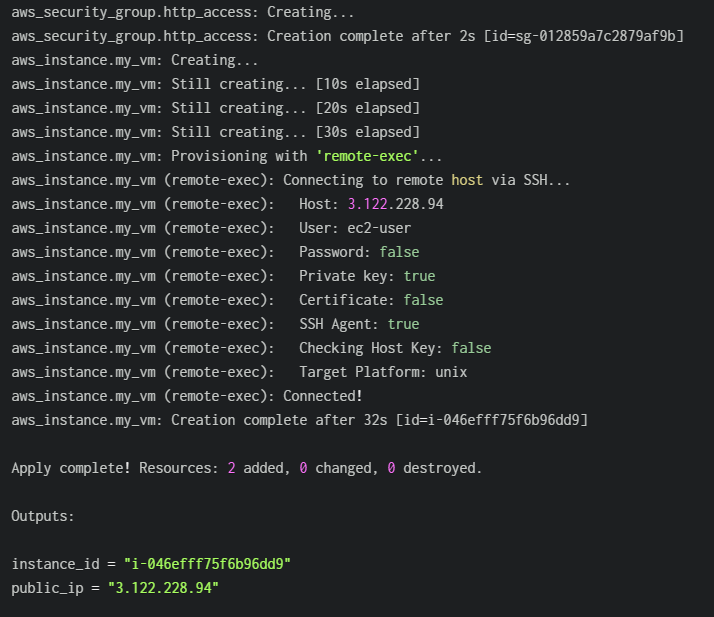 aws_security_group.http_access: Creating...
aws_security_group.http_access: Creation complete after 2s [id=sg-012859a7c2879af9b]
aws_instance.my_vm: Creating...
aws_instance.my_vm: Still creating... [10s elapsed]
aws_instance.my_vm: Still creating... [20s elapsed]
aws_instance.my_vm: Still creating... [30s elapsed]
aws_instance.my_vm: Provisioning with 'remote-exec'...
aws_instance.my_vm (remote-exec): Connecting to remote host via SSH...
aws_instance.my_vm (remote-exec):   Host: 3.122.228.94
aws_instance.my_vm (remote-exec):   User: ec2-user
aws_instance.my_vm (remote-exec):   Password: false
aws_instance.my_vm (remote-exec):   Private key: true
aws_instance.my_vm (remote-exec):   Certificate: false
aws_instance.my_vm (remote-exec):   SSH Agent: true
aws_instance.my_vm (remote-exec):   Checking Host Key: false
aws_instance.my_vm (remote-exec):   Target Platform: unix
aws_instance.my_vm (remote-exec): Connected!
aws_instance.my_vm: Creation complete after 32s [id=i-046efff75f6b96dd9]
Apply complete! Resources: 2 added, 0 changed, 0 destroyed.
Outputs:
instance_id = "i-046efff75f6b96dd9"
public_ip = "3.122.228.94"